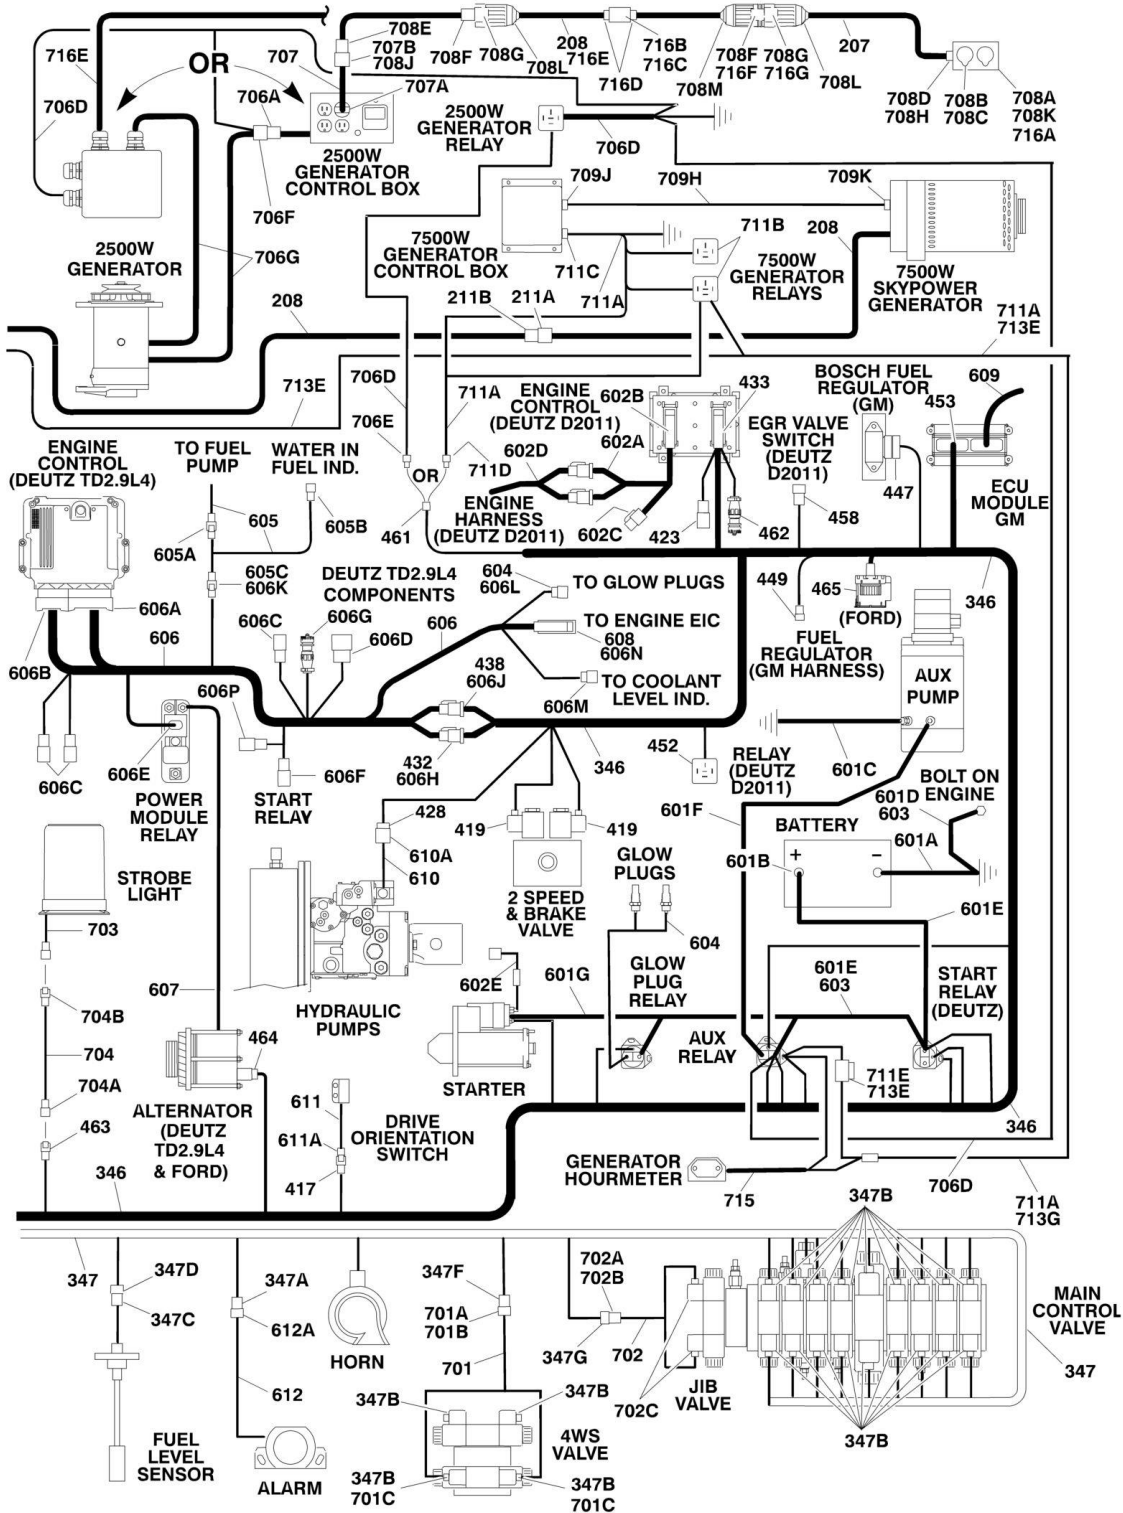 716E
707
708E
707B
708J
708F
708G
708L
208
716E
716B
716C
716D
708F
716F
708G
716G
708M
708L
207
708D
708H
708B
708C
708A
708K
716A
OR
706D
706A
707A
2500W
GENERATOR
RELAY
706D
2500W
GENERATOR
CONTROL BOX
706F
709J
709H
709K
2500W
GENERATOR
706G
7500W
GENERATOR
CONTROL BOX
711C
711A
711B
7500W
GENERATOR
RELAYS
208
7500W
SKYPOWER
GENERATOR
208
211B
211A
711A
713E
713E
706D
706E
711A
711D
OR
461
ENGINE
CONTROL
(DEUTZ D2011)
602B
602A
602D
433
EGR VALVE
SWITCH
(DEUTZ
D2011)
BOSCH FUEL
REGULATOR
(GM)
453
609
447
ECU
MODULE
GM
ENGINE
CONTROL
(DEUTZ TD2.9L4)
TO FUEL
PUMP
WATER IN
FUEL IND.
605
605B
605A
605C
606K
ENGINE
HARNESS
(DEUTZ D2011)
602C
423
462
458
606A
606B
606
DEUTZ TD2.9L4
COMPONENTS
606C
606G
606D
606
604
606L
TO GLOW PLUGS
TO ENGINE EIC
608
606N
TO COOLANT
LEVEL IND.
606M
449
465
(FORD)
346
FUEL
REGULATOR
(GM HARNESS)
AUX
PUMP
606P
438
606J
432
606H
346
452
RELAY
(DEUTZ
D2011)
601C
606C
606E
606F
POWER
MODULE
RELAY
START
RELAY
428
610A
610
419
419
2 SPEED
& BRAKE
VALVE
601F
BOLT ON
ENGINE
601D
603
BATTERY
601A
601B
+
−
601E
GLOW
PLUGS
604
STROBE
LIGHT
703
704B
704
704A
463
607
HYDRAULIC
PUMPS
602E
601G
GLOW
PLUG
RELAY
601E
603
START
RELAY
(DEUTZ)
AUX
RELAY
STARTER
464
ALTERNATOR
(DEUTZ
TD2.9L4
& FORD)
611
611A
417
DRIVE
ORIENTATION
SWITCH
711E
713E
346
346
GENERATOR
HOURMETER
715
706D
711A
713G
347
347D
347C
347A
612A
612
HORN
347F
701A
701B
701
702A
702B
347G
702
702C
JIB
VALVE
347B
MAIN
CONTROL
VALVE
347
347B
FUEL
LEVEL
SENSOR
ALARM
347B
347B
4WS
VALVE
347B
701C
347B
701C